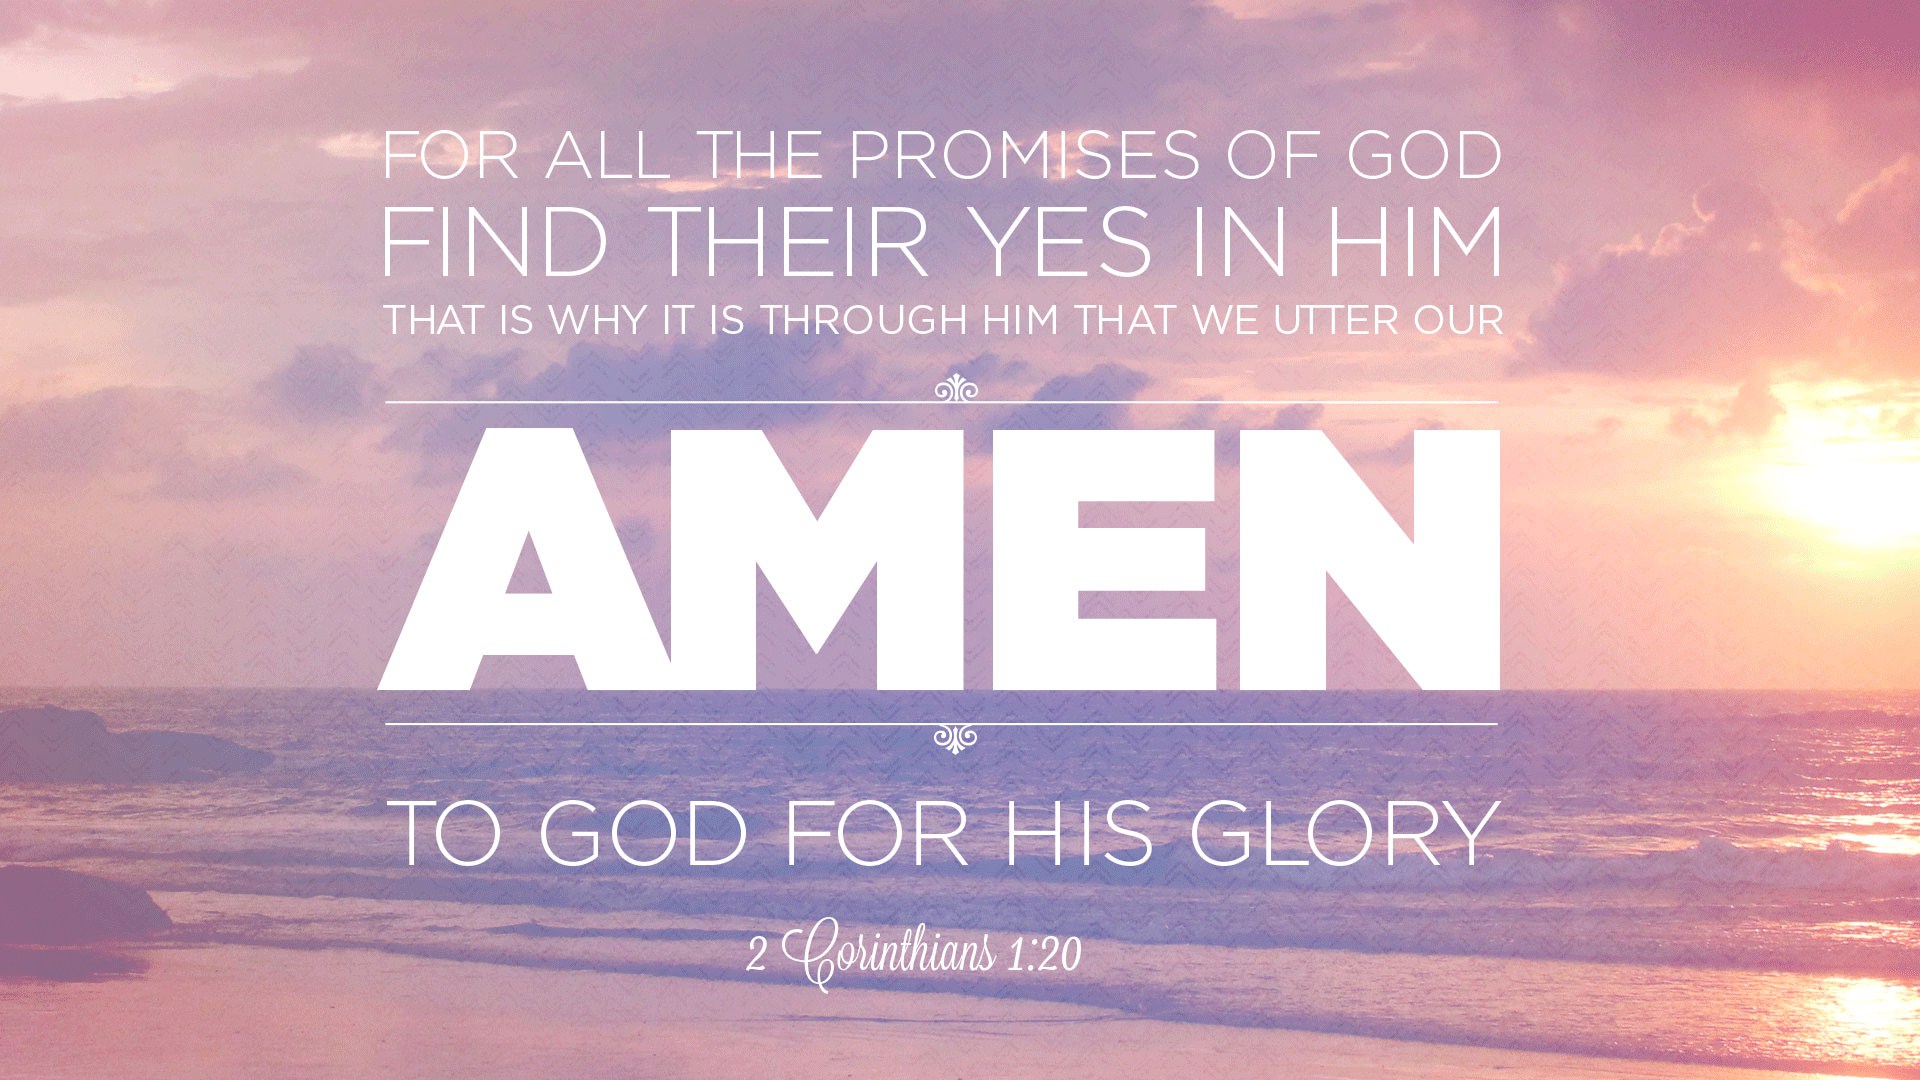 FOR ALL THE PROMISES OF GOD
FIND THEIR YES IN HIM
THAT IS WHY IT IS THROUGH HIM THAT WE UTTER OUR
AMEN
TO GOD FOR HIS GLORY
2 Corinthians 1:20